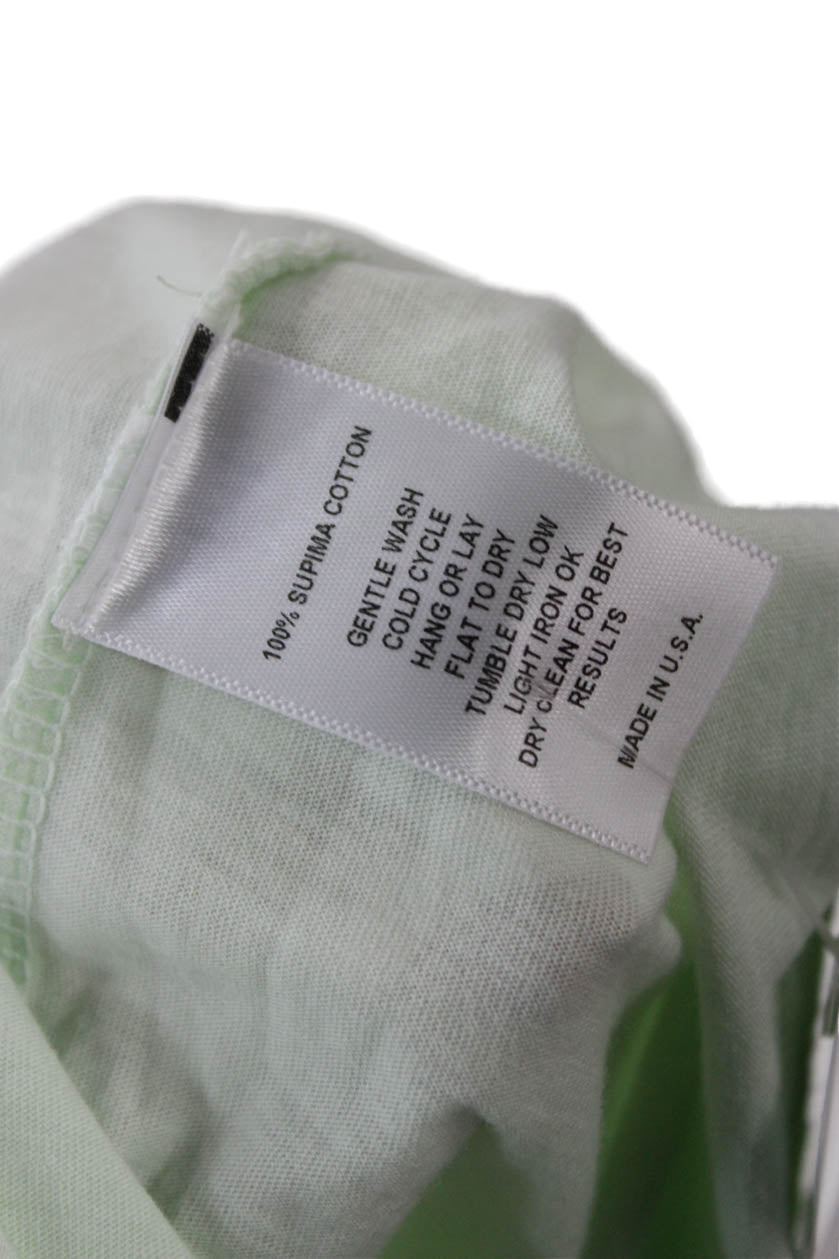 100% SUPIMA COTTON
GENTLE WASH
COLD CYCLE
HANG OR LAY
FLAT TO DRY
TUMBLE DRY LOW
LIGHT IRON OK
DRY CLEAN FOR BEST
RESULTS
MADE IN U.S.A.